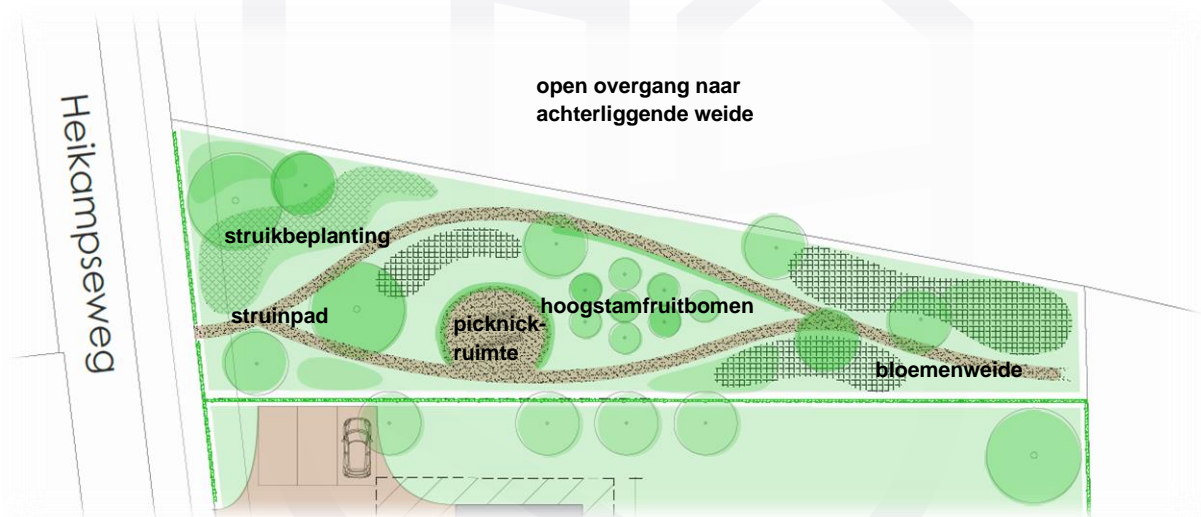 open overgang naar
achterliggende weide
Heikampseweg
struikbeplanting
struinpad
picknick-
ruimte
hoogstamfruitbomen
bloemenweide